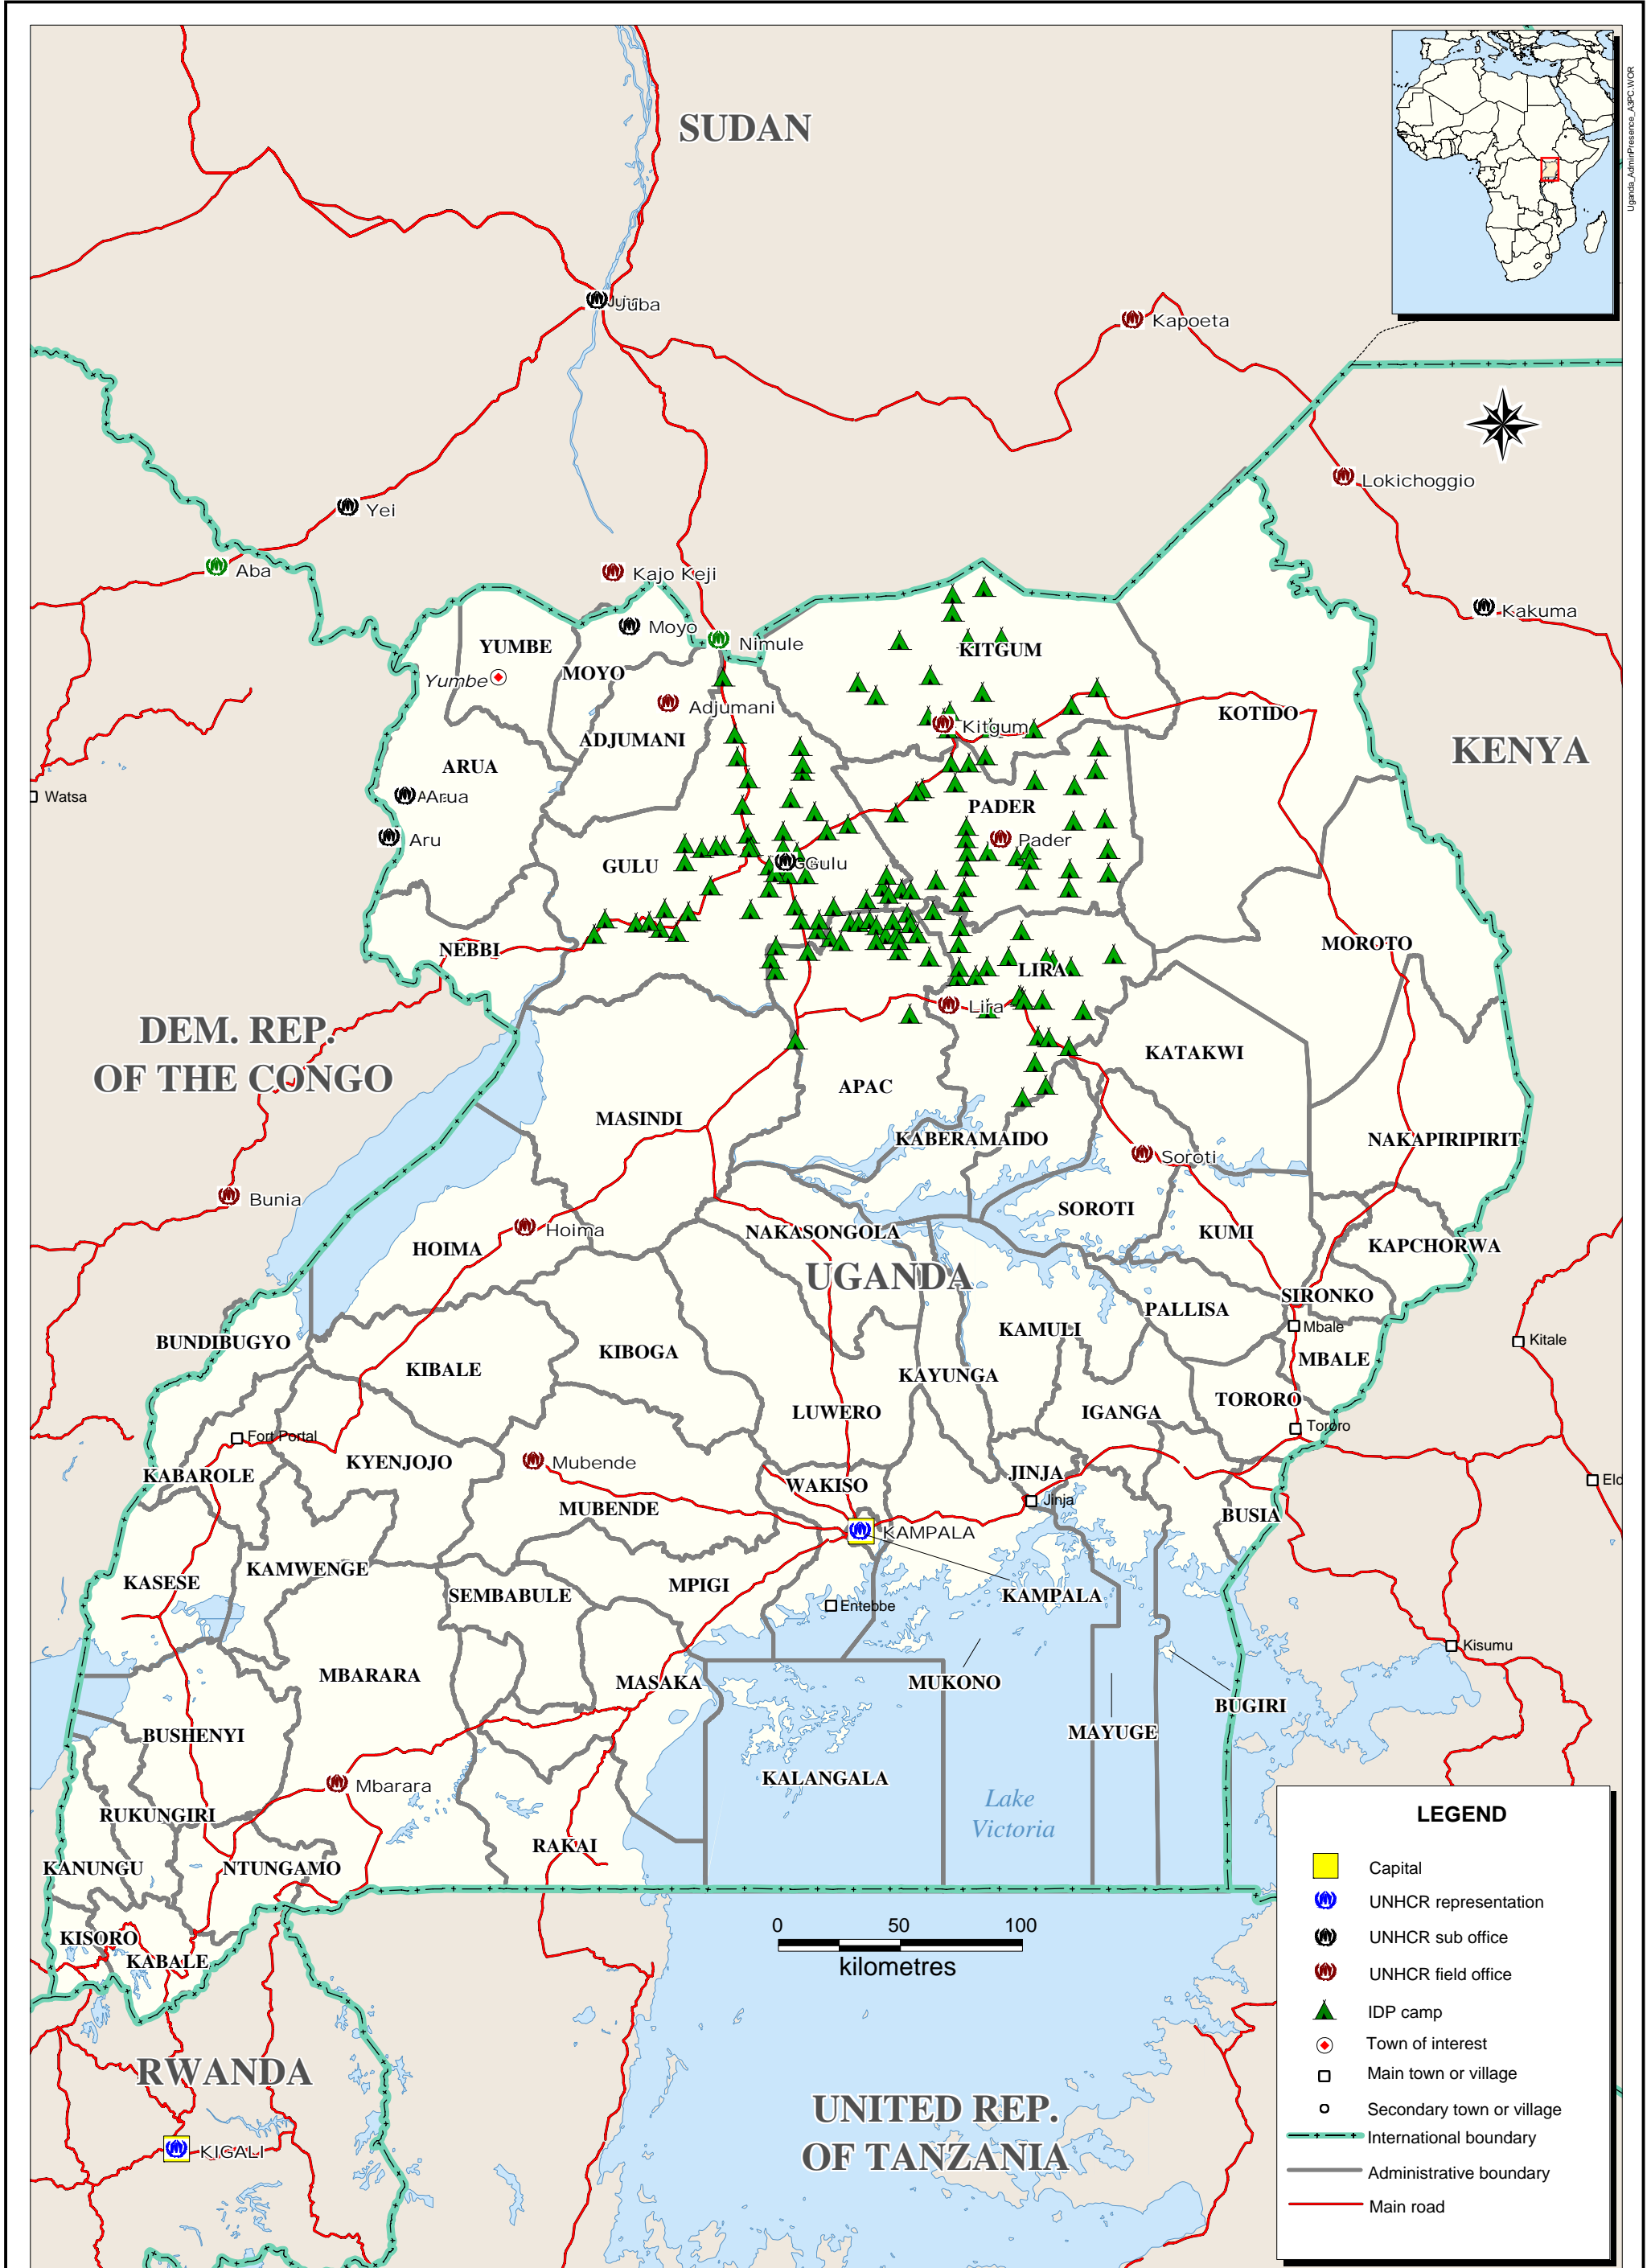 Uganda_AdminPresence_A3PC.WOR
SUDAN
Juba
Kapoeta
Lokichoggio
Yei
Aba
Kajo Keji
Kakuma
Moyo
Nimule
YUMBE
KITGUM
Yumbe
MOYO
Adjumani
KOTIDO
Kitgum
ADJUMANI
KENYA
ARUA
Watsa
Arua
PADER
Aru
Pader
GULU
Gulu
NEBBI
MOROTO
LIRA
Lira
DEM. REP.
OF THE CONGO
KATAKWI
APAC
MASINDI
KABERAMAIDO
NAKAPIRIPIRIT
Soroti
Bunia
SOROTI
Hoima
NAKASONGOLA
KUMI
HOIMA
KAPCHORWA
UGANDA
SIRONKO
PALLISA
Mbale
KAMULI
Kitale
BUNDIBUGYO
KIBOGA
MBALE
KIBALE
KAYUNGA
TORORO
LUWERO
IGANGA
Tororo
Fort Portal
KYENJOJO
Mubende
KABAROLE
JINJA
Eld
WAKISO
Jinja
MUBENDE
BUSIA
KAMPALA
KAMWENGE
KASESE
MPIGI
SEMBABULE
KAMPALA
Entebbe
Kisumu
MBARARA
MASAKA
MUKONO
BUGIRI
BUSHENYI
MAYUGE
KALANGALA
Mbarara
Lake
Victoria
RUKUNGIRI
RAKAI
KANUNGU
NTUNGAMO
KISORO
KABALE
0 50 100
kilometres
RWANDA
UNITED REP.
OF TANZANIA
KIGALI
LEGEND
Capital
UNHCR representation
UNHCR sub office
UNHCR field office
IDP camp
Town of interest
Main town or village
Secondary town or village
International boundary
Administrative boundary
Main road